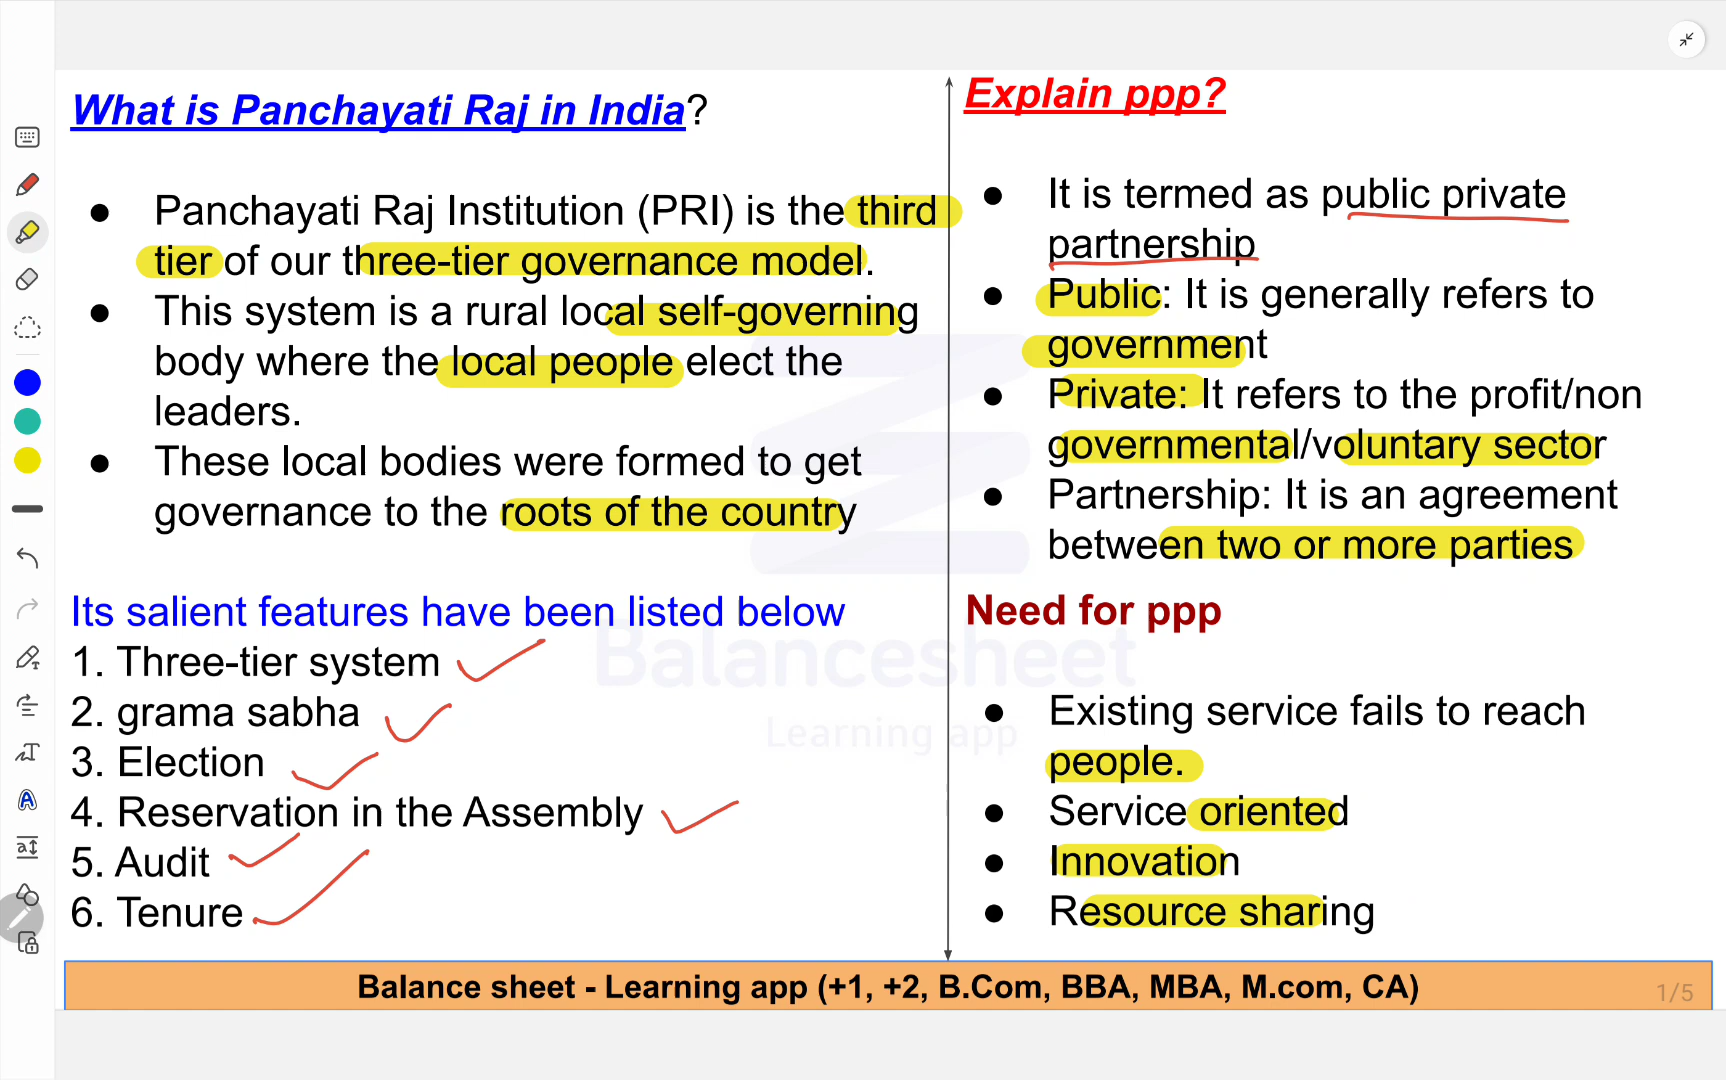 What is Panchayati Raj in India?
● Panchayati Raj Institution (PRI) is the third
tier of our three-tier governance model.
● This system is a rural local self-governing
body where the local people elect the
leaders.
● These local bodies were formed to get
governance to the roots of the country
Its salient features have been listed below
1. Three-tier system
2. grama sabha
3. Election
4. Reservation in the Assembly
5. Audit
6. Tenure
Explain ppp?
● It is termed as public private
partnership
● Public: It is generally refers to
government
● Private: It refers to the profit/non
governmental/voluntary sector
● Partnership: It is an agreement
between two or more parties
Need for ppp
● Existing service fails to reach
people.
● Service oriented
● Innovation
● Resource sharing
Balancesheet
Learning app
Balance sheet - Learning app (+1, +2, B.Com, BBA, MBA, M.com, CA)
1/5